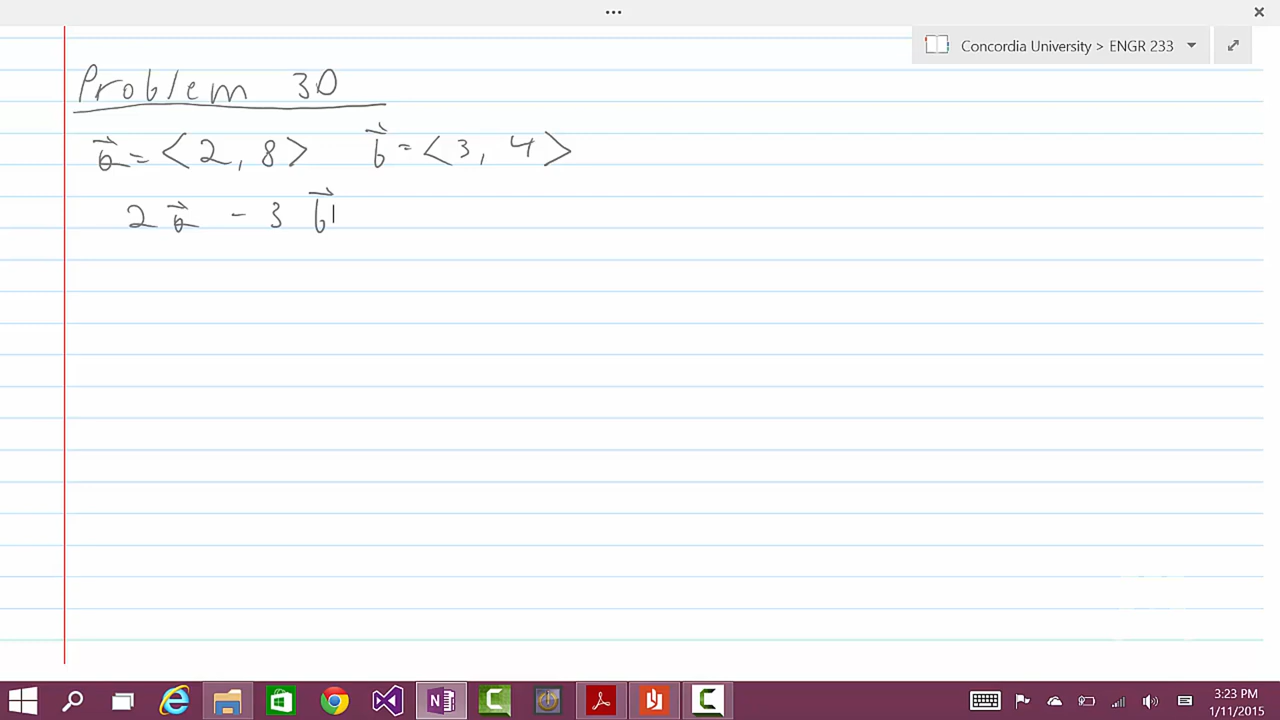 ...
Concordia University > ENGR 233
Problem 30
a⃗ = <2, 8> b⃗ = <3, 4>
2 a⃗ - 3 b⃗
3:23 PM
1/11/2015